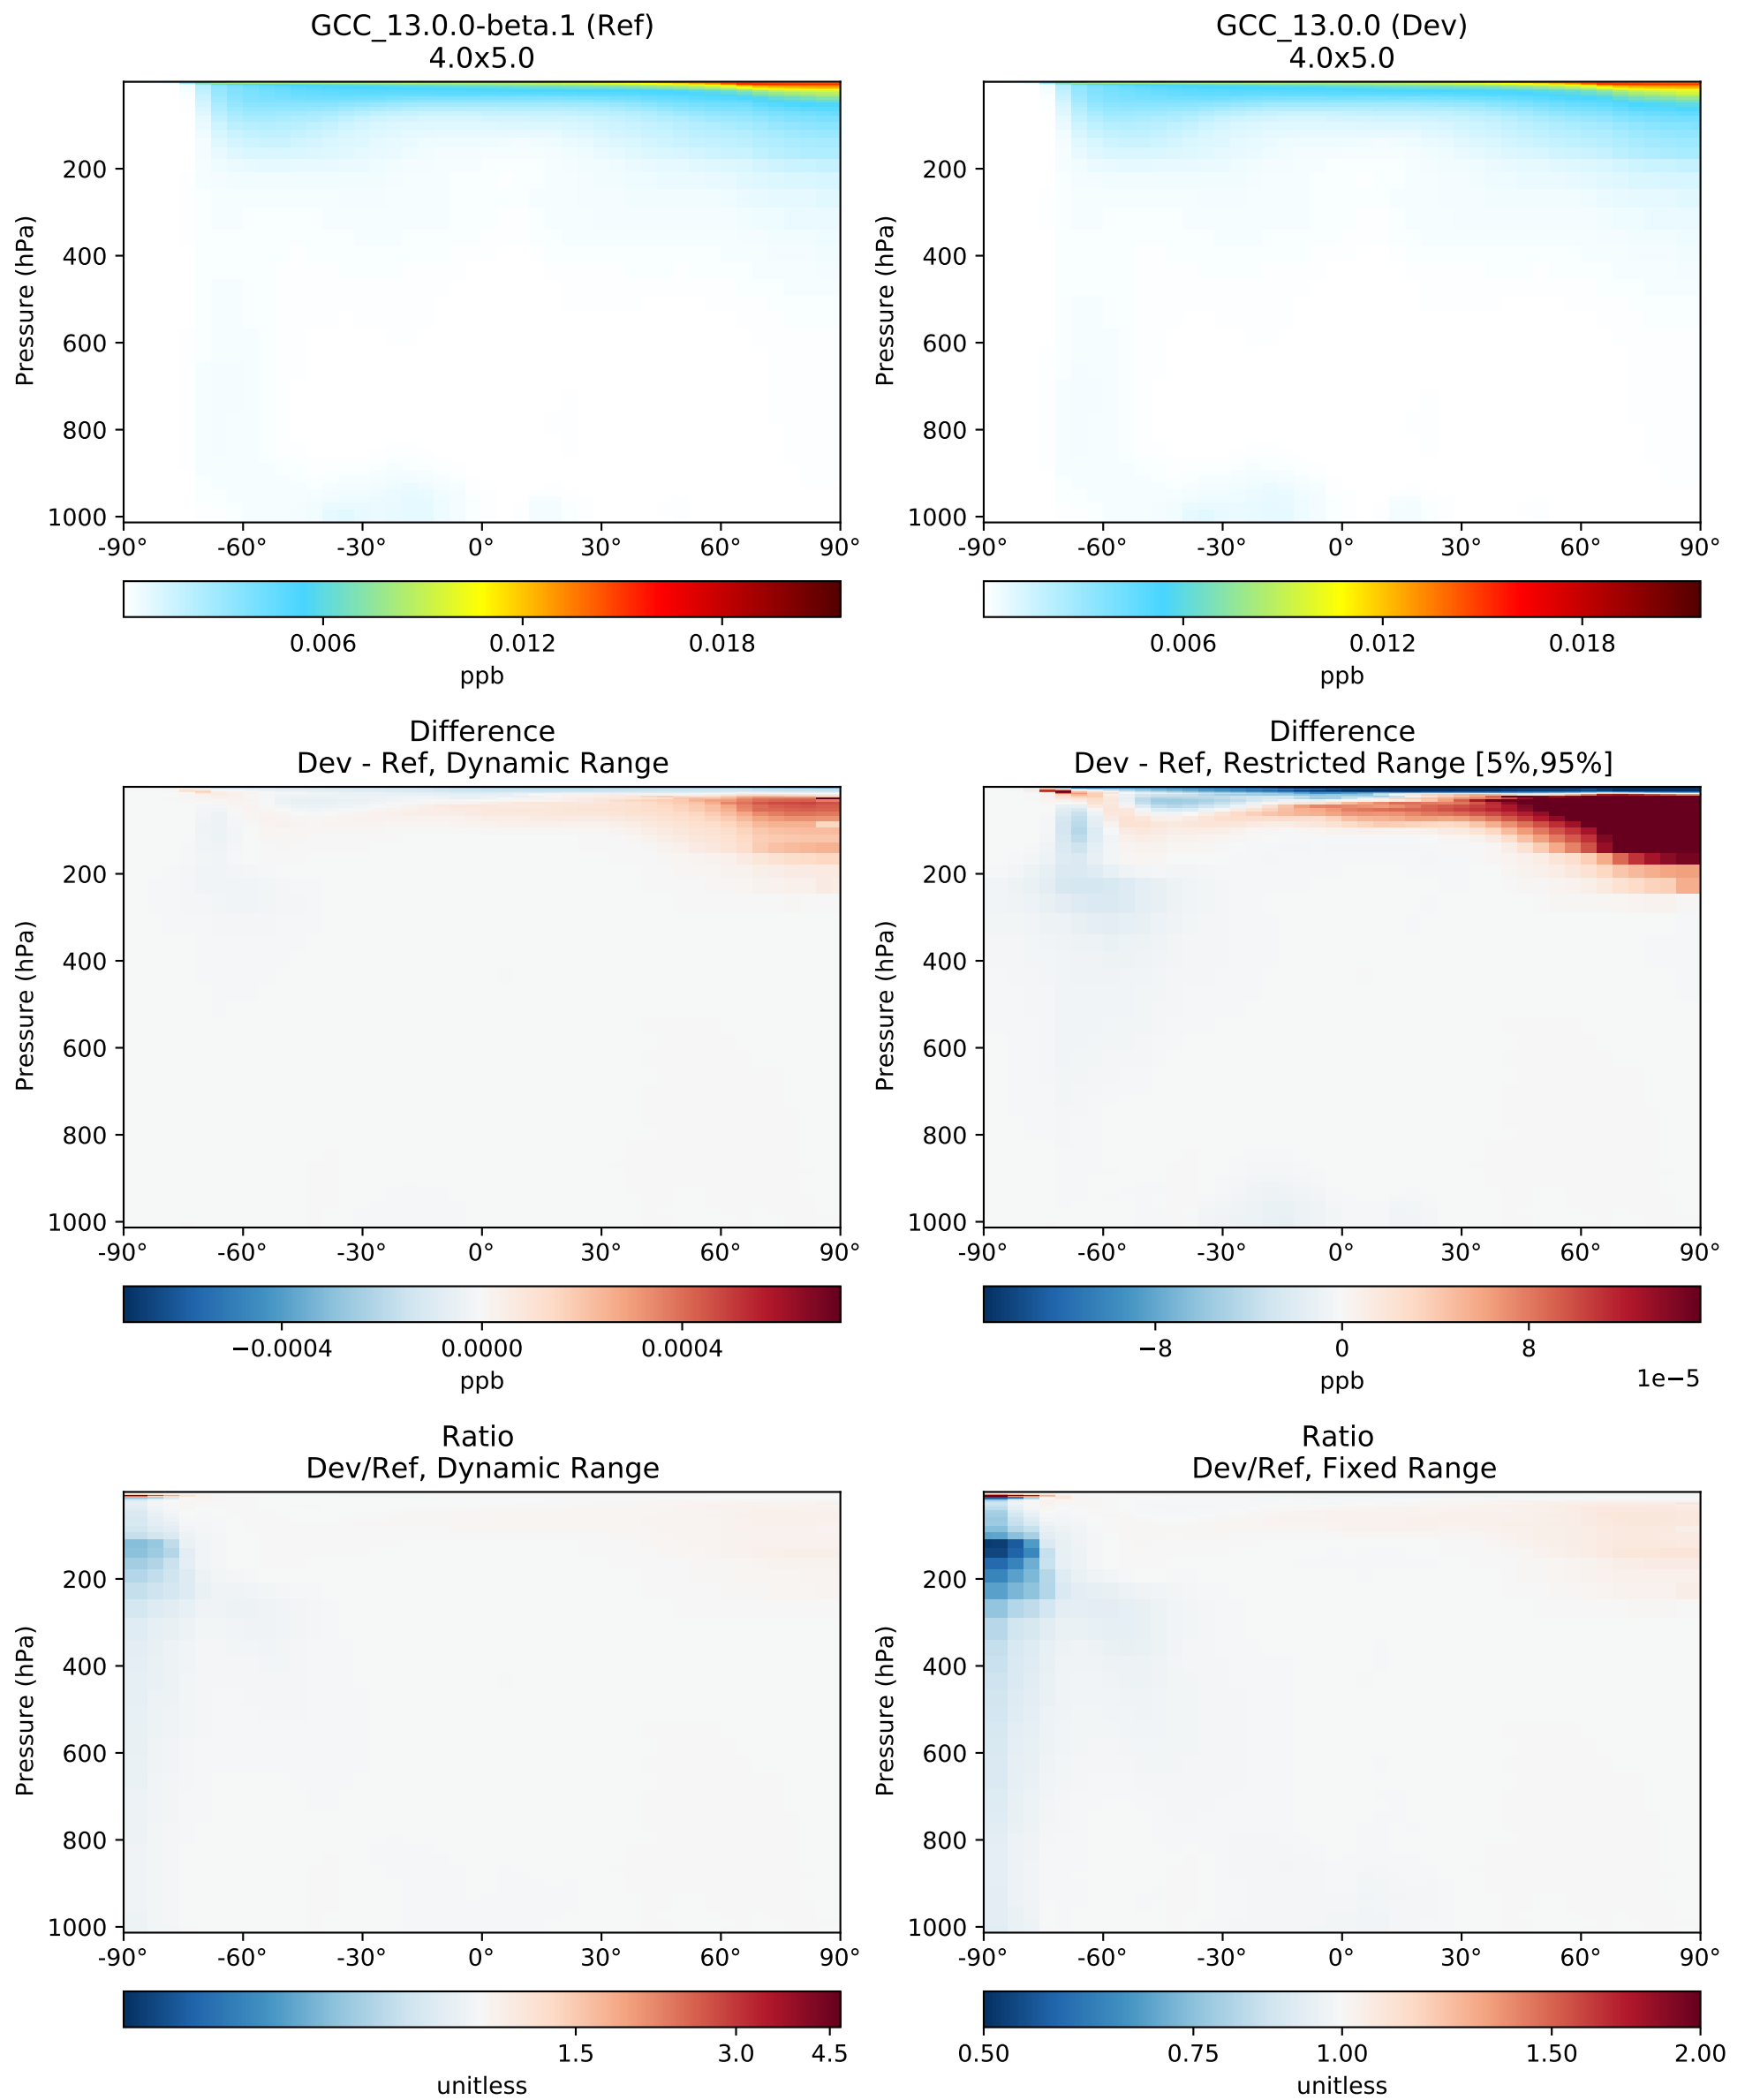 GCC_13.0.0-beta.1 (Ref)
4.0x5.0
Pressure (hPa)
200
400
600
800
1000
-90° -60° -30° 0° 30° 60° 90°
0.006 0.012 0.018
ppb
GCC_13.0.0 (Dev)
4.0x5.0
Pressure (hPa)
200
400
600
800
1000
-90° -60° -30° 0° 30° 60° 90°
0.006 0.012 0.018
ppb
Difference
Dev - Ref, Dynamic Range
Pressure (hPa)
200
400
600
800
1000
-90° -60° -30° 0° 30° 60° 90°
−0.0004 0.0000 0.0004
ppb
Difference
Dev - Ref, Restricted Range [5%,95%]
Pressure (hPa)
200
400
600
800
1000
-90° -60° -30° 0° 30° 60° 90°
−8 0 8
1e−5
ppb
Ratio
Dev/Ref, Dynamic Range
Pressure (hPa)
200
400
600
800
1000
-90° -60° -30° 0° 30° 60° 90°
1.5 3.0 4.5
unitless
Ratio
Dev/Ref, Fixed Range
Pressure (hPa)
200
400
600
800
1000
-90° -60° -30° 0° 30° 60° 90°
0.50 0.75 1.00 1.50 2.00
unitless